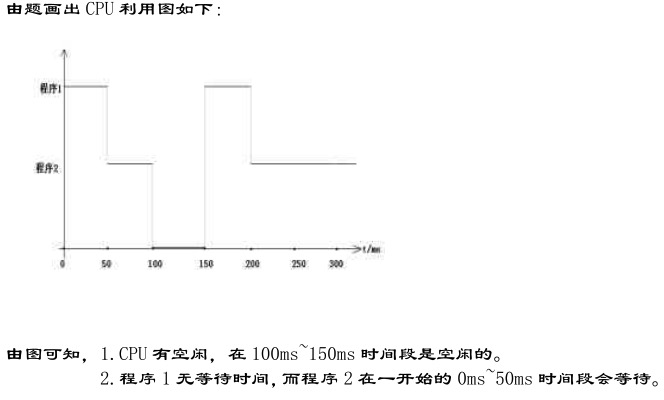 由题画出 CPU 利用图如下：
程序1
程序2
t/ms
0 50 100 150 200 250 300
由图可知，1.CPU 有空闲，在 100ms~150ms 时间段是空闲的。
2.程序 1 无等待时间,而程序 2 在一开始的 0ms~50ms 时间段会等待。